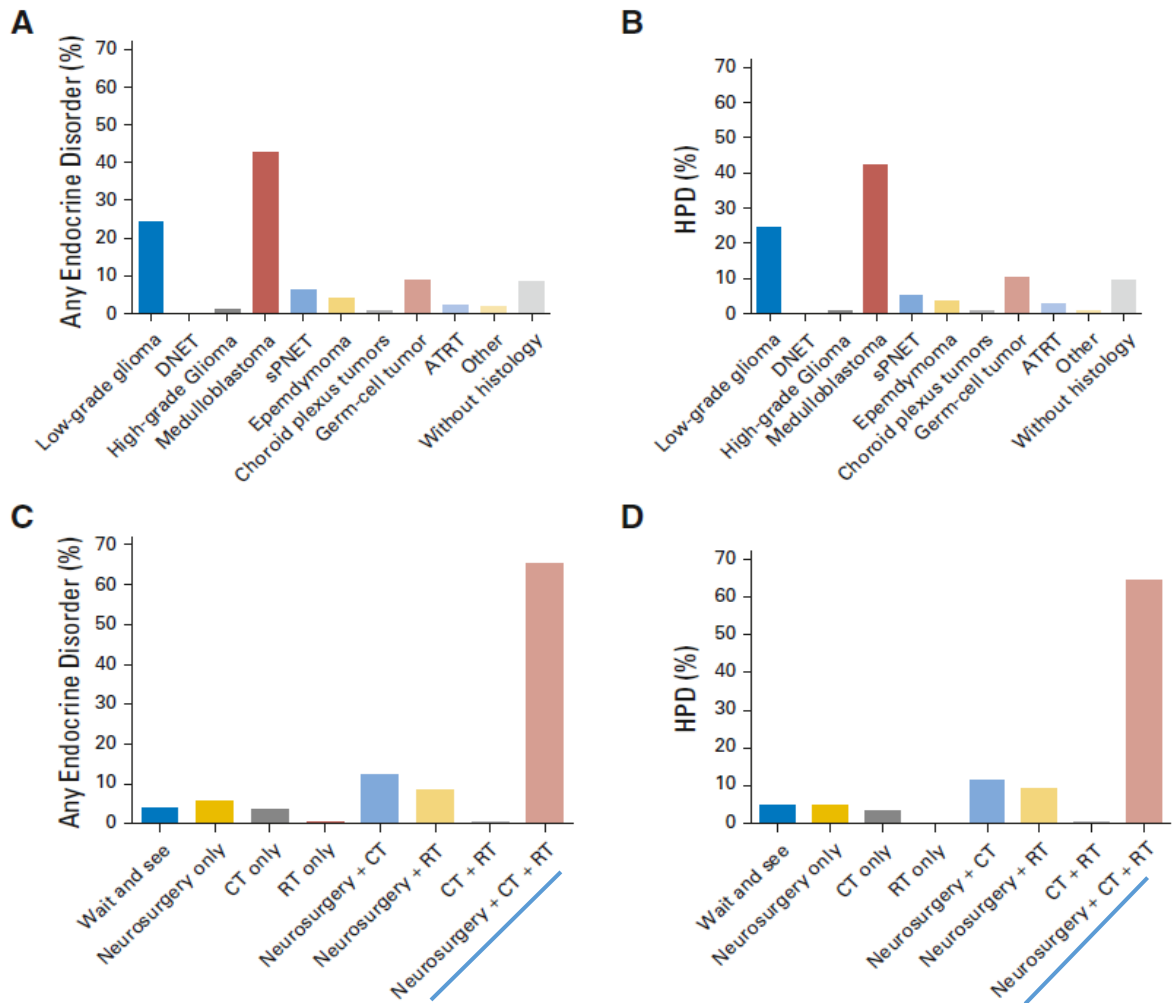 A
Any Endocrine Disorder (%)
70
60
50
40
30
20
10
0
Low-grade glioma
DNET
High-grade Glioma
Medulloblastoma
sPNET
Epemdymoma
Choroid plexus tumors
Germ-cell tumor
ATRT
Other
Without histology
B
HPD (%)
70
60
50
40
30
20
10
0
Low-grade glioma
DNET
High-grade Glioma
Medulloblastoma
sPNET
Epemdymoma
Choroid plexus tumors
Germ-cell tumor
ATRT
Other
Without histology
C
Any Endocrine Disorder (%)
70
60
50
40
30
20
10
0
Wait and see
Neurosurgery only
CT only
RT only
Neurosurgery + CT
Neurosurgery + RT
CT + RT
Neurosurgery + CT + RT
D
HPD (%)
70
60
50
40
30
20
10
0
Wait and see
Neurosurgery only
CT only
RT only
Neurosurgery + CT
Neurosurgery + RT
CT + RT
Neurosurgery + CT + RT